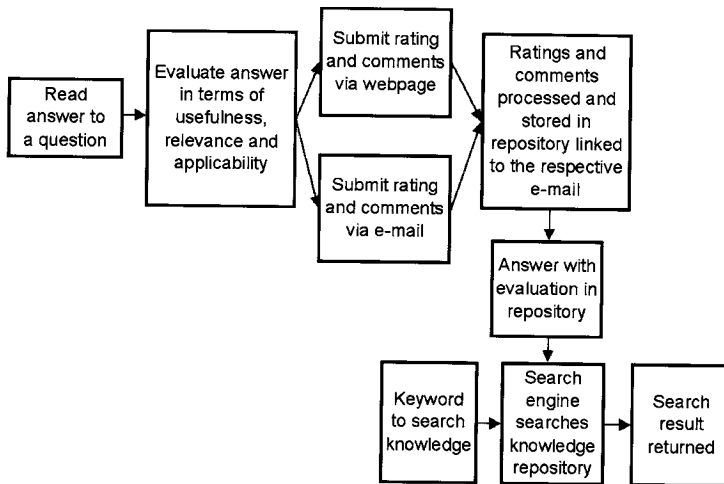 Read
answer to
a question
Evaluate answer
in terms of
usefulness,
relevance and
applicability
Submit rating
and comments
via webpage
Submit rating
and comments
via e-mail
Ratings and
comments
processed and
stored in
repository linked
to the respective
e-mail
Answer with
evaluation in
repository
Keyword
to search
knowledge
Search
engine
searches
knowledge
repository
Search
result
returned